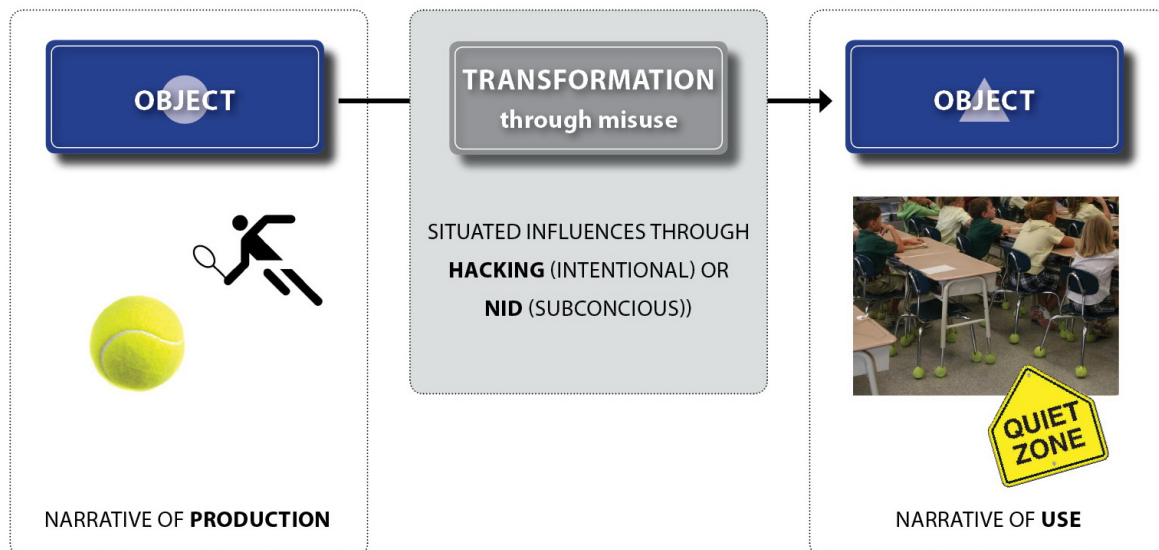 OBJECT
TRANSFORMATION
through misuse
OBJECT
SITUATED INFLUENCES THROUGH
HACKING (INTENTIONAL) OR
NID (SUBCONCIOUS))
QUIET
ZONE
NARRATIVE OF PRODUCTION
NARRATIVE OF USE